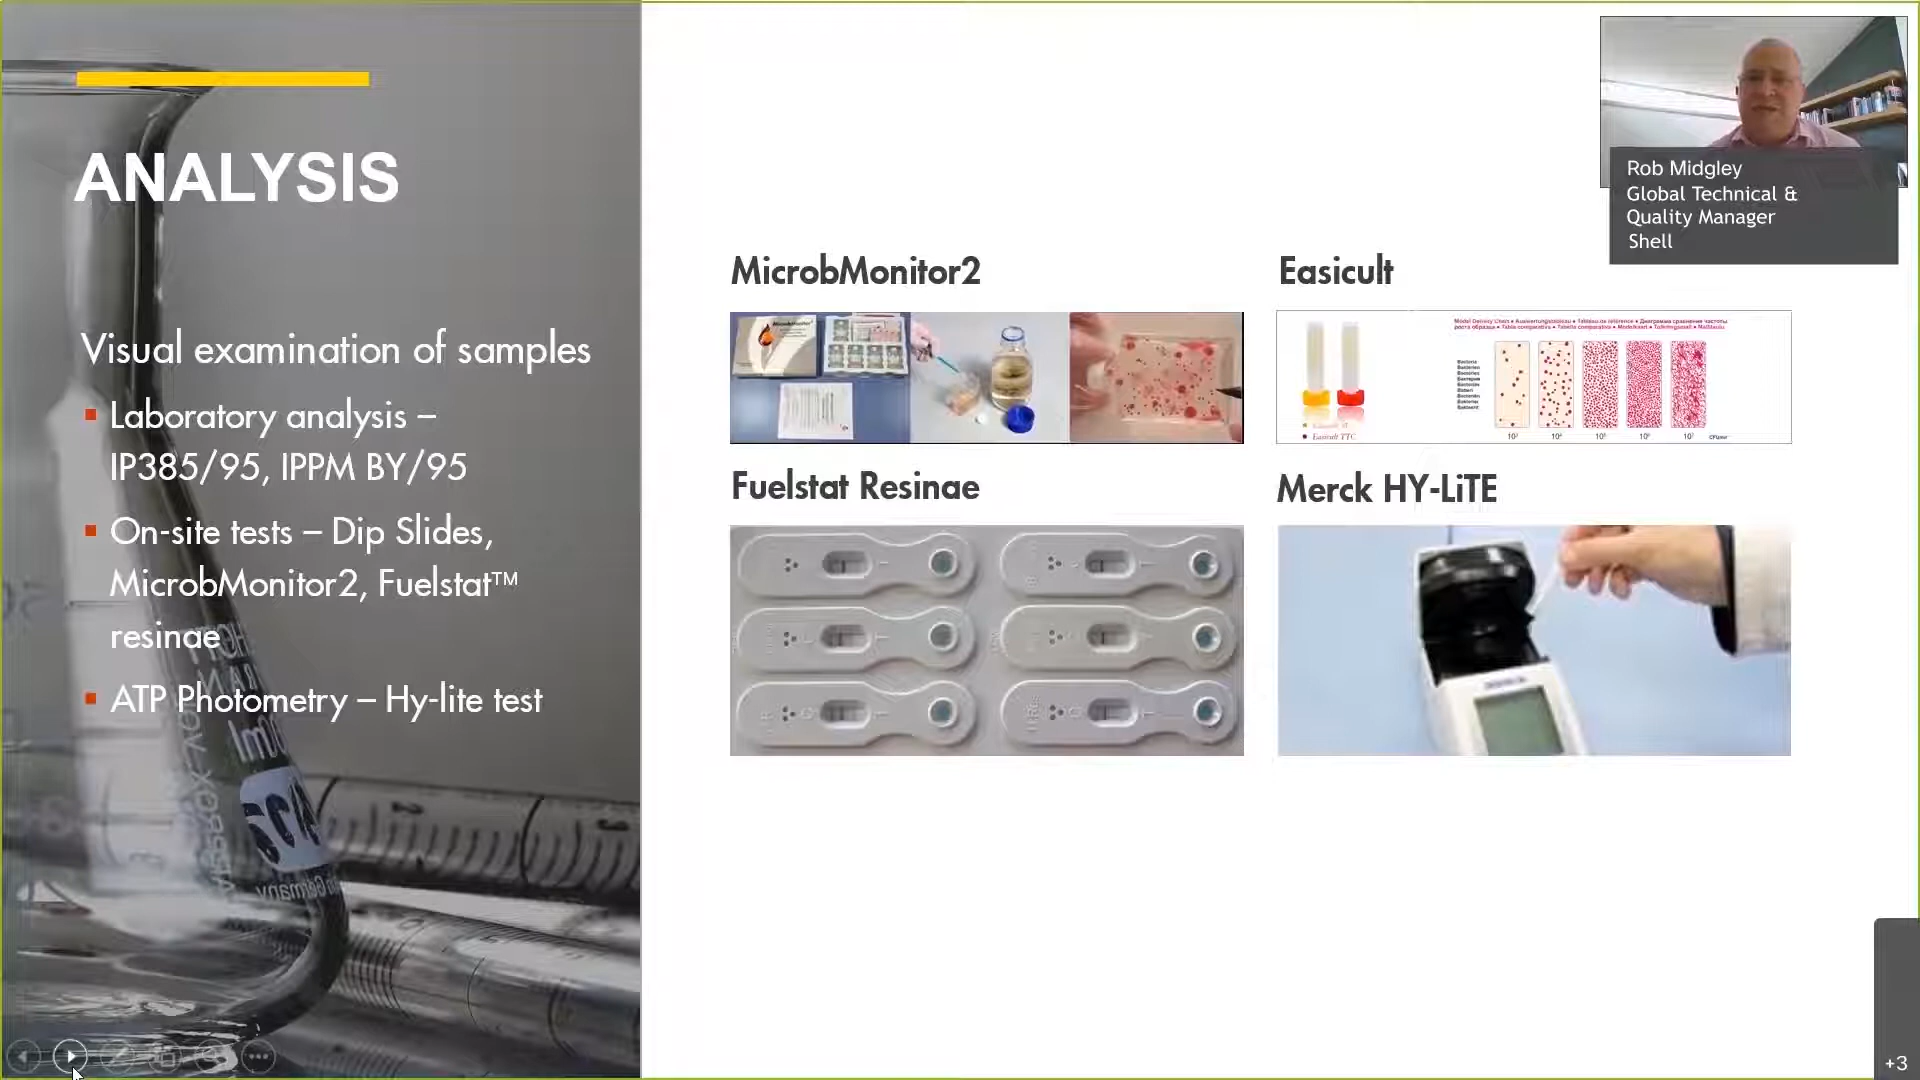 ANALYSIS
Visual examination of samples
Laboratory analysis –
IP385/95, IPPM BY/95
On-site tests – Dip Slides,
MicrobMonitor2, Fuelstat™
resinae
ATP Photometry – Hy-lite test
MicrobMonitor2
Easicult
Fuelstat Resinae
Merck HY-LiTE
Rob Midgley
Global Technical &
Quality Manager
Shell
Easicult TTC
+3